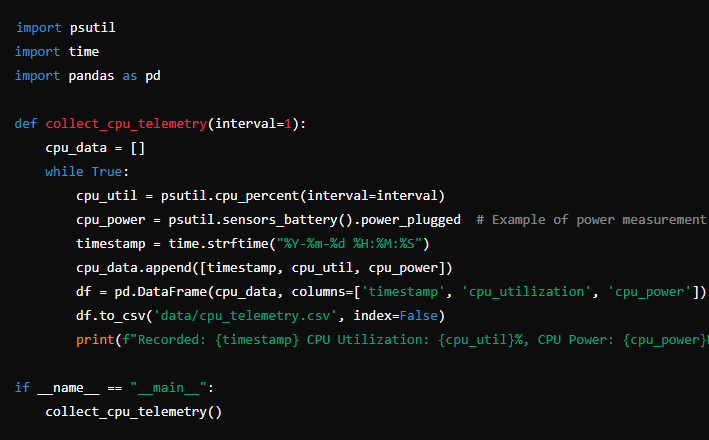 import psutil
import time
import pandas as pd
def collect_cpu_telemetry(interval=1):
    cpu_data = []
    while True:
        cpu_util = psutil.cpu_percent(interval=interval)
        cpu_power = psutil.sensors_battery().power_plugged  # Example of power measurement
        timestamp = time.strftime("%Y-%m-%d %H:%M:%S")
        cpu_data.append([timestamp, cpu_util, cpu_power])
        df = pd.DataFrame(cpu_data, columns=['timestamp', 'cpu_utilization', 'cpu_power'])
        df.to_csv('data/cpu_telemetry.csv', index=False)
        print(f"Recorded: {timestamp} CPU Utilization: {cpu_util}%, CPU Power: {cpu_power}
if __name__ == "__main__":
    collect_cpu_telemetry()